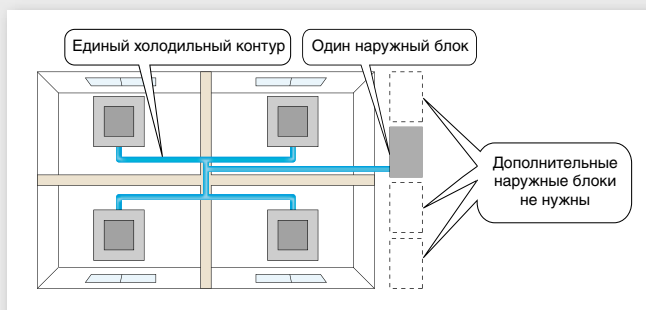 Единый холодильный контур
Один наружный блок
Дополнительные
наружные блоки
не нужны